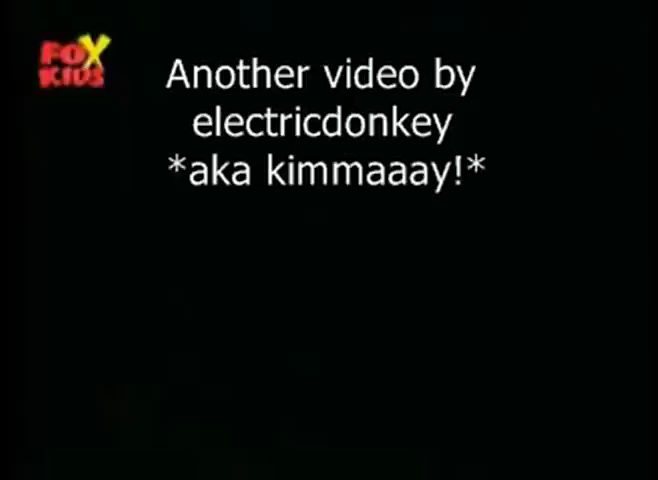 FOX
KIDS
Another video by
electricdonkey
*aka kimmaaay!*